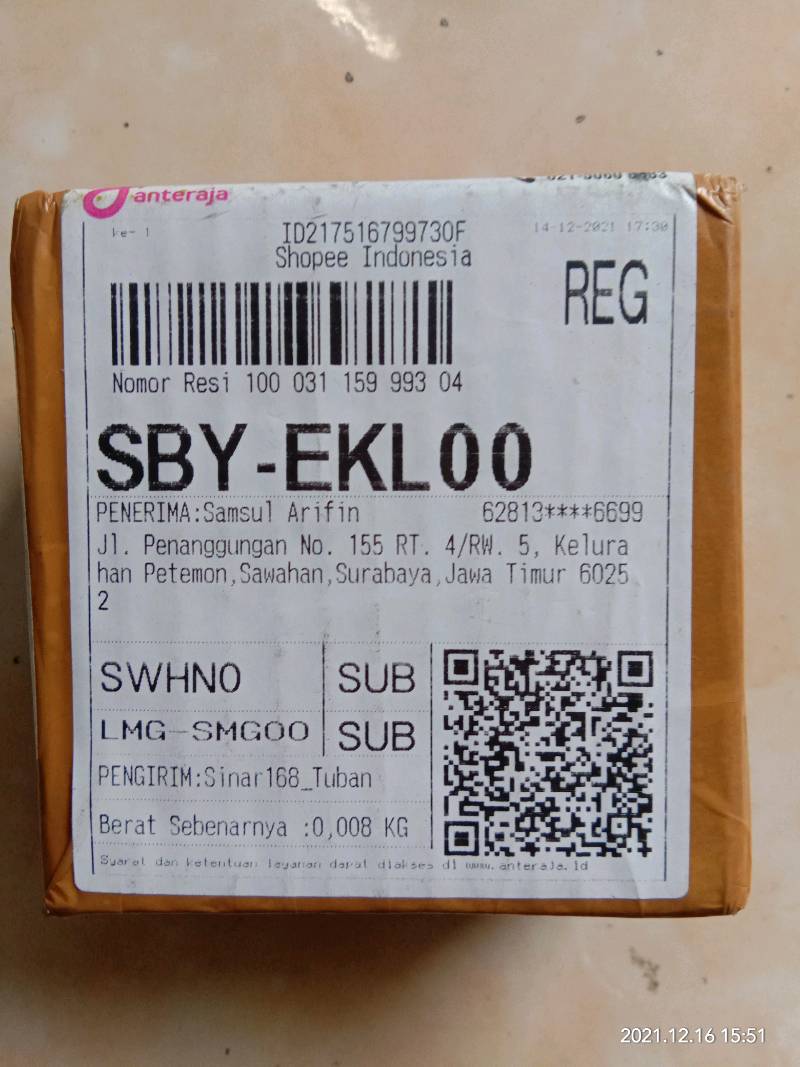 anteraja
ke- 1
ID217516799730F
14-12-2021 17:30
Shopee Indonesia
REG
Nomor Resi 100 031 159 993 04
SBY-EKL00
PENERIMA:Samsul Arifin 62813****6699
Jl. Penanggungan No. 155 RT. 4/RW. 5, Kelura
han Petemon,Sawahan,Surabaya,Jawa Timur 6025
2
SWHN0 SUB
LMG-SMG00 SUB
PENGIRIM:Sinar168_Tuban
Berat Sebenarnya :0,008 KG
Syarat dan ketentuan layanan dapat diakses di www.anteraja.id
2021.12.16 15:51